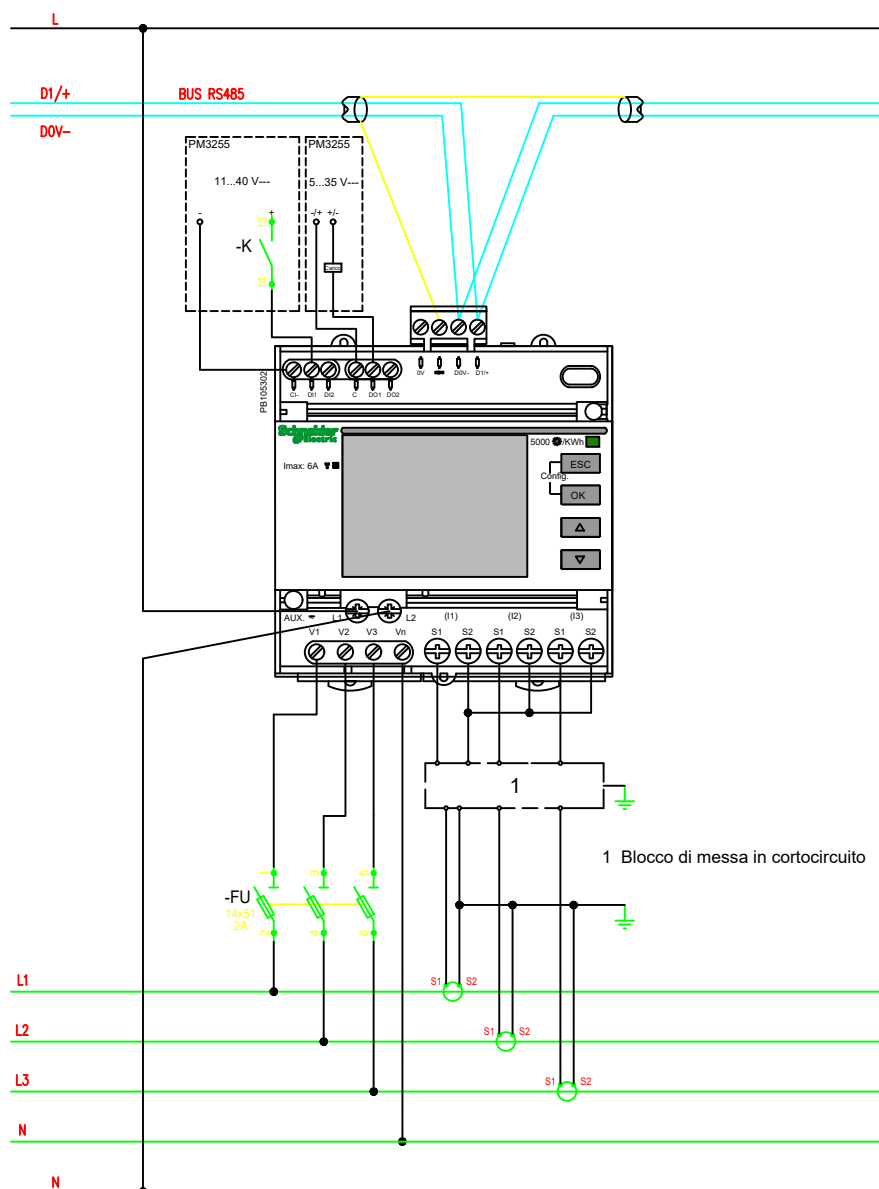 L
D1/+ BUS RS485
D0V-
PM3255 PM3255
11...40 V--- 5...35 V---
- + -/+ +/-
13
-K
Carico
14
0V D0V- D1/+
PB105302
CI- DI1 DI2 C DO1 DO2
Schneider
Electric
5000 /KWh
Imax: 6A
ESC
Config.
OK
AUX. L1 L2 (I1) (I2) (I3)
V1 V2 V3 Vn S1 S2 S1 S2 S1 S2
1
1 Blocco di messa in cortocircuito
1 3 5
-FU
14x51
2A
2 4 6
L1 S1 S2
L2 S1 S2
L3 S1 S2
N
N